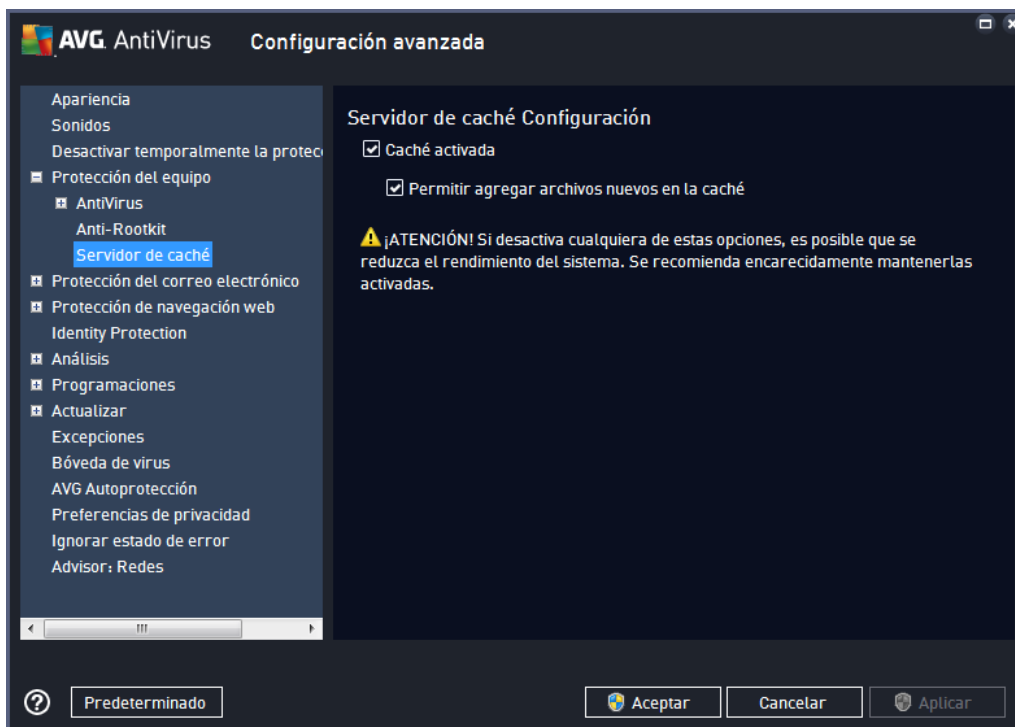 AVG. AntiVirus Configuración avanzada
Apariencia
Sonidos
Desactivar temporalmente la protec
Protección del equipo
AntiVirus
Anti-Rootkit
Servidor de caché
Protección del correo electrónico
Protección de navegación web
Identity Protection
Análisis
Programaciones
Actualizar
Excepciones
Bóveda de virus
AVG Autoprotección
Preferencias de privacidad
Ignorar estado de error
Advisor: Redes
Servidor de caché Configuración
Caché activada
Permitir agregar archivos nuevos en la caché
¡ATENCIÓN! Si desactiva cualquiera de estas opciones, es posible que se
reduzca el rendimiento del sistema. Se recomienda encarecidamente mantenerlas
activadas.
? Predeterminado Aceptar Cancelar Aplicar